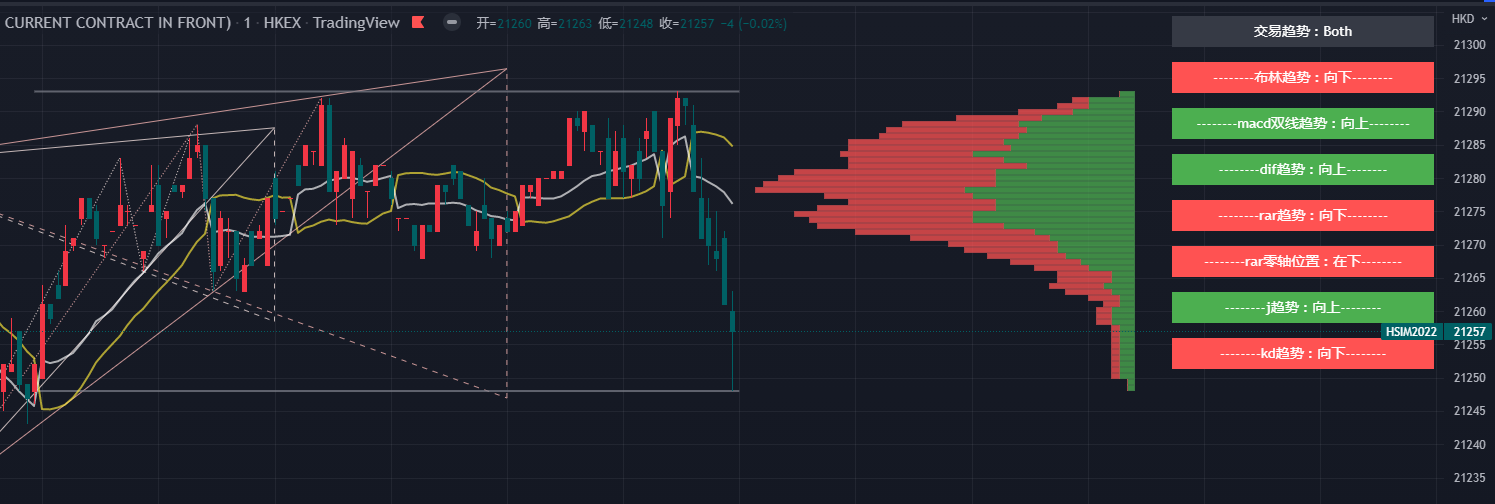 CURRENT CONTRACT IN FRONT) · 1 · HKEX · TradingView 开=21260 高=21263 低=21248 收=21257 −4 (−0.02%)
HKD
交易趋势：Both
21300
--------布林趋势：向下--------
21295
--------macd双线趋势：向上--------
21290
21285
--------dif趋势：向上--------
21280
--------rar趋势：向下--------
21275
21270
--------rar零轴位置：在下--------
21265
--------j趋势：向上--------
21260
HSIM2022 21257
21255
--------kd趋势：向下--------
21250
21245
21240
21235